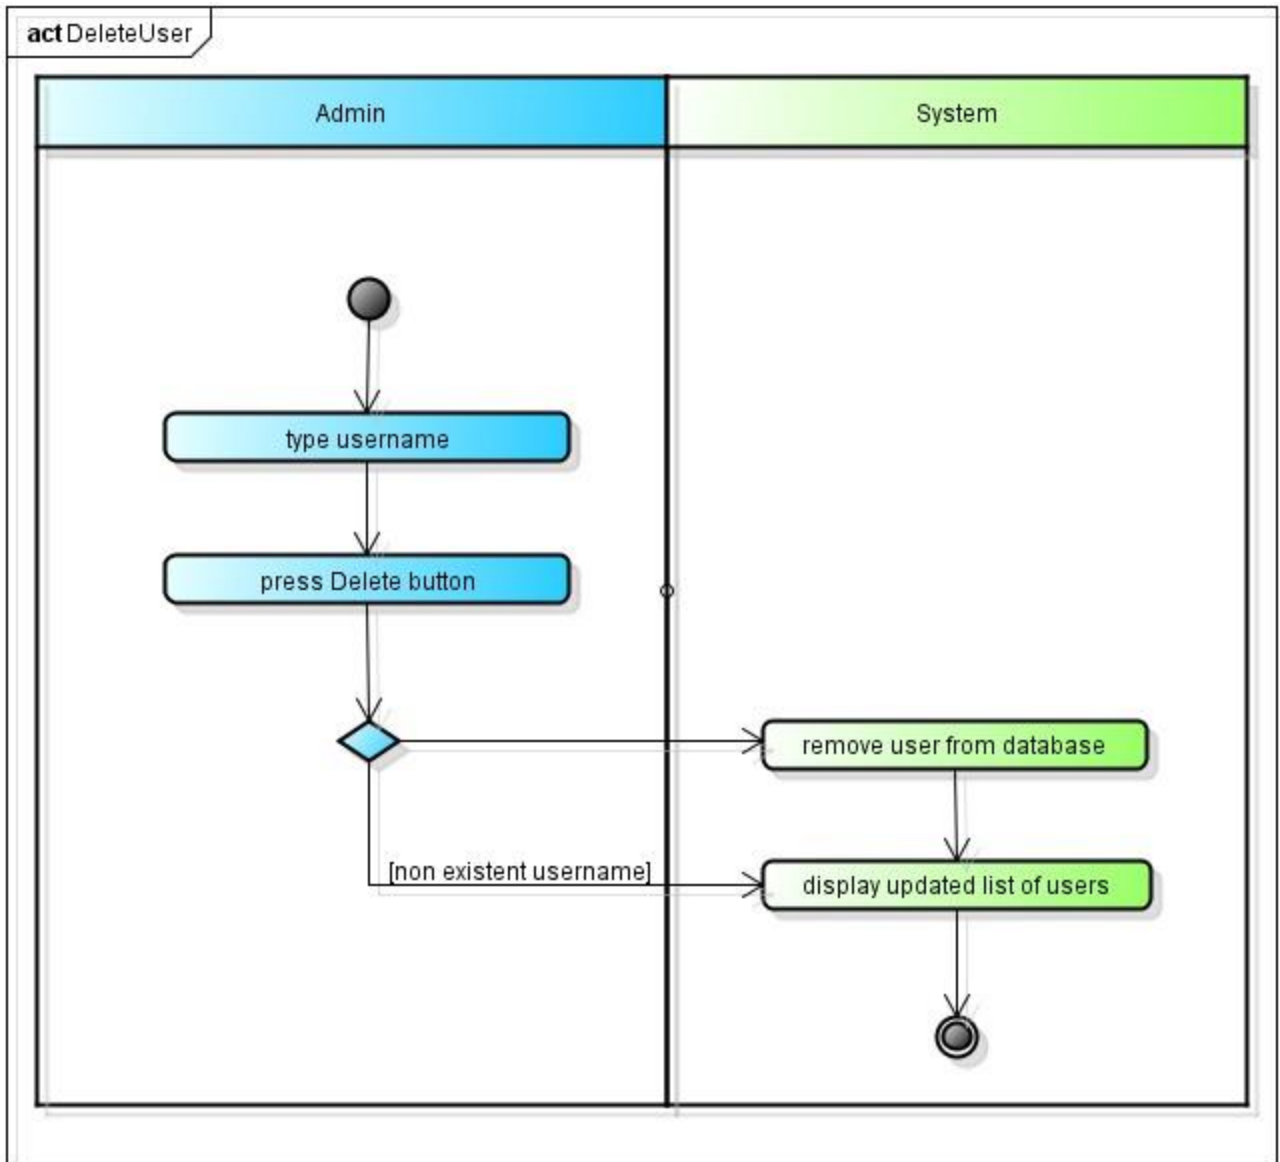 act DeleteUser
Admin
System
type username
press Delete button
remove user from database
[non existent username]
display updated list of users